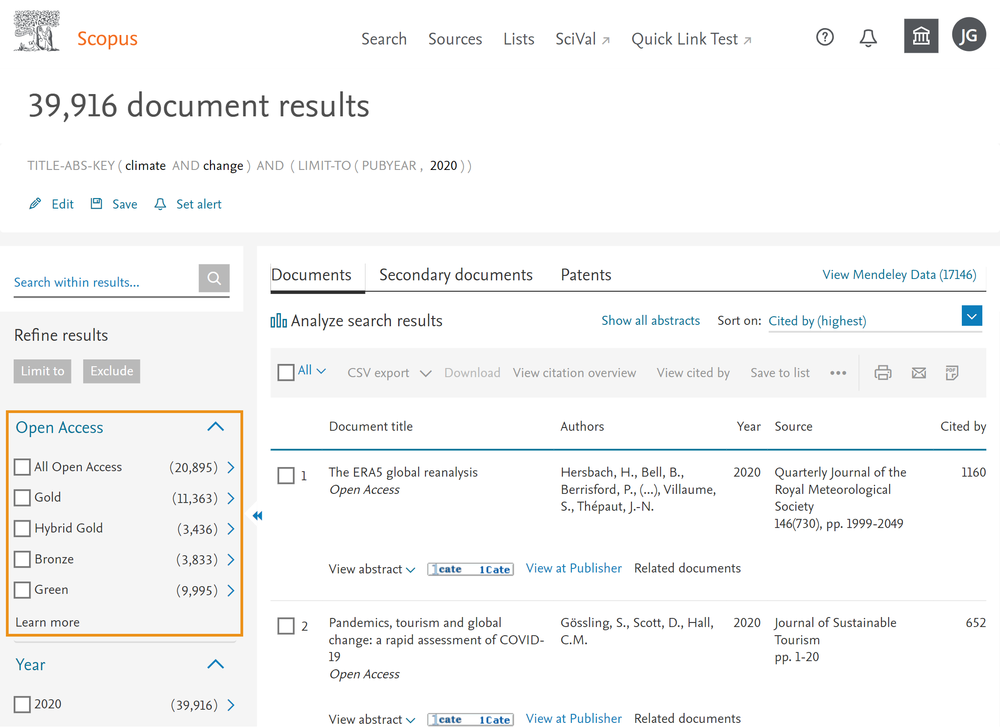 NON SOLUS
Scopus
Search Sources Lists SciVal Quick Link Test
JG
39,916 document results
TITLE-ABS-KEY ( climate AND change ) AND ( LIMIT-TO ( PUBYEAR , 2020 ) )
Edit Save Set alert
Search within results...
Refine results
Limit to Exclude
Open Access
All Open Access (20,895)
Gold (11,363)
Hybrid Gold (3,436)
Bronze (3,833)
Green (9,995)
Learn more
Year
2020 (39,916)
Documents Secondary documents Patents View Mendeley Data (17146)
Analyze search results Show all abstracts Sort on: Cited by (highest)
All CSV export Download View citation overview View cited by Save to list ••• PDF
Document title Authors Year Source Cited by
1 The ERA5 global reanalysis Hersbach, H., Bell, B., 2020 Quarterly Journal of the 1160
Open Access Berrisford, P., (...), Villaume, Royal Meteorological
S., Thépaut, J.-N. Society
146(730), pp. 1999-2049
View abstract 1cate 1Cate View at Publisher Related documents
2 Pandemics, tourism and global Gössling, S., Scott, D., Hall, 2020 Journal of Sustainable 652
change: a rapid assessment of COVID- C.M. Tourism
19 pp. 1-20
Open Access
View abstract 1cate 1Cate View at Publisher Related documents